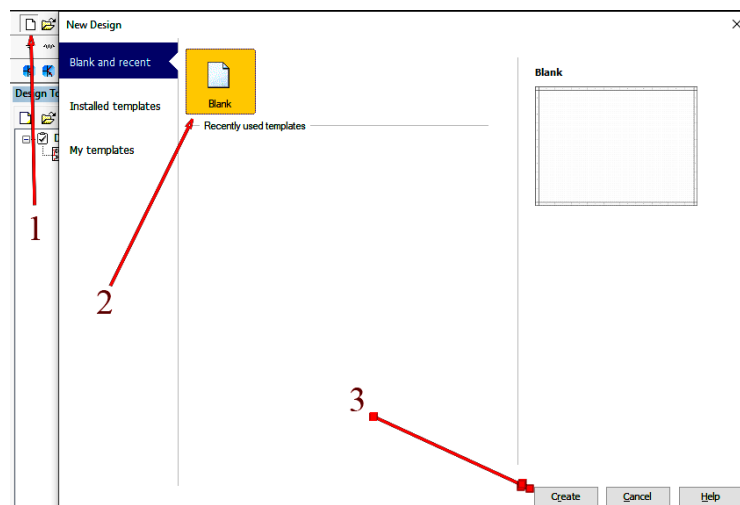 New Design
Blank and recent
Blank
Blank
Design To
Installed templates
Recently used templates
My templates
1
2
3
Create
Cancel
Help